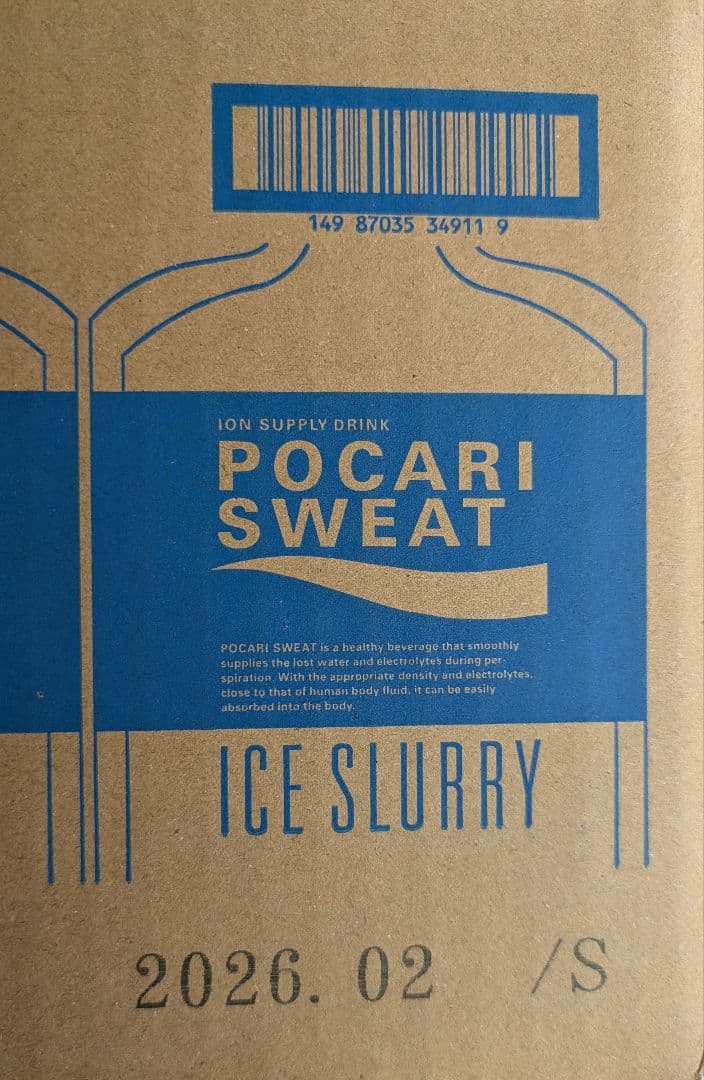 149 87035 34911 9
ION SUPPLY DRINK
POCARI
SWEAT
POCARI SWEAT is a healthy beverage that smoothly
supplies the lost water and electrolytes during per-
spiration. With the appropriate density and electrolytes,
close to that of human body fluid, it can be easily
absorbed into the body.
ICE SLURRY
2026. 02 /S